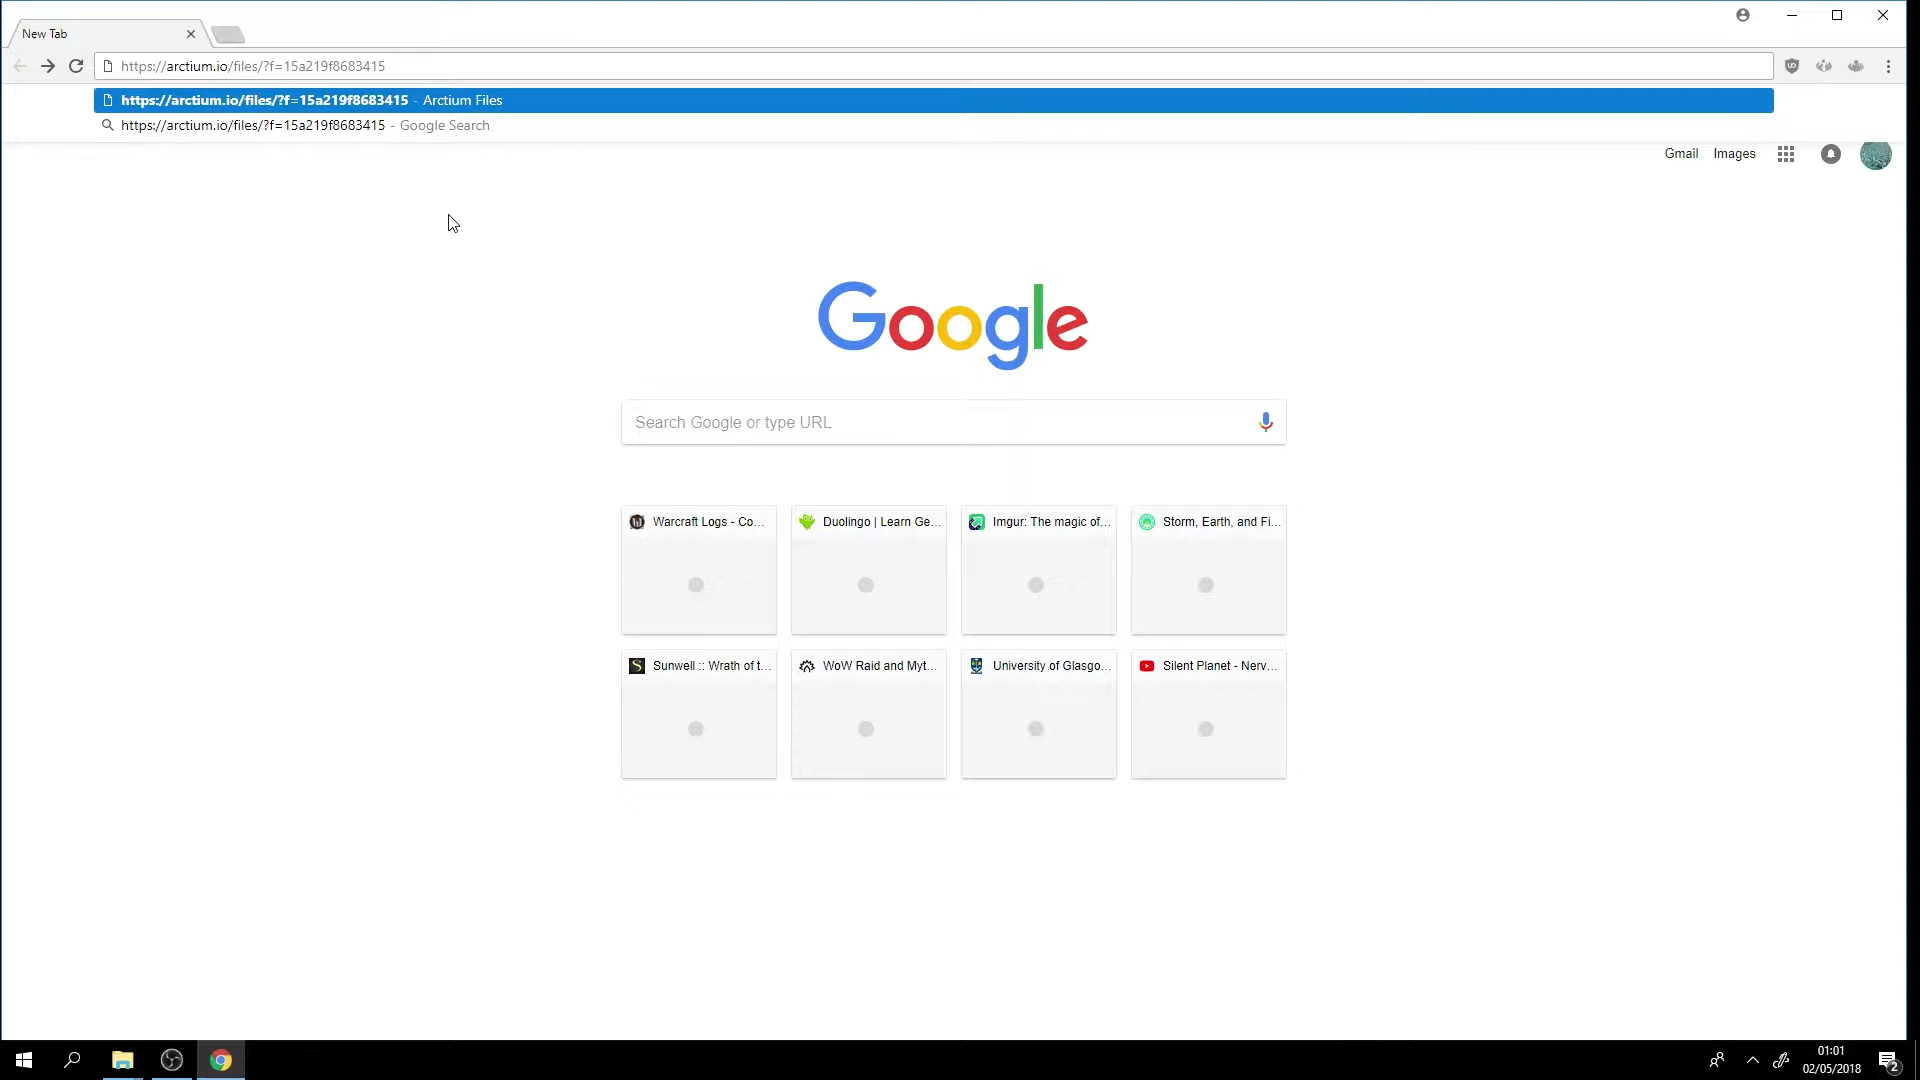 New Tab
https://arctium.io/files/?f=15a219f8683415
https://arctium.io/files/?f=15a219f8683415 - Arctium Files
https://arctium.io/files/?f=15a219f8683415 - Google Search
Gmail Images
Google
Search Google or type URL
Warcraft Logs - Co...
Duolingo | Learn Ge...
Imgur: The magic of...
Storm, Earth, and Fi...
Sunwell :: Wrath of t...
WoW Raid and Myt...
University of Glasgo...
Silent Planet - Nerv...
01:01
02/05/2018
2